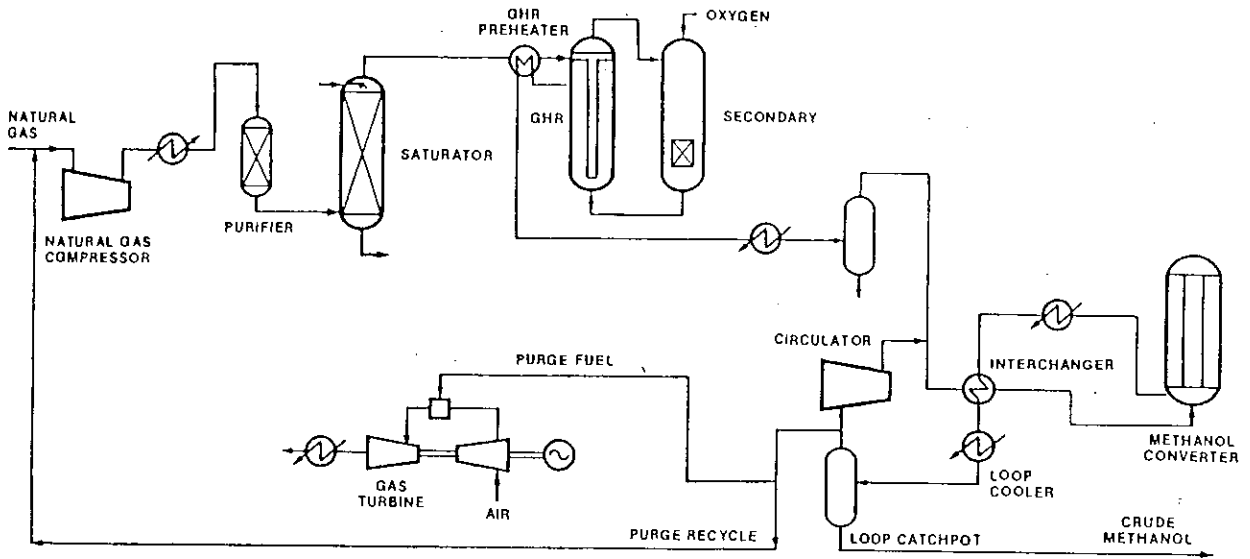 GHR
PREHEATER
OXYGEN
NATURAL
GAS
GHR
SECONDARY
SATURATOR
PURIFIER
NATURAL GAS
COMPRESSOR
CIRCULATOR
PURGE FUEL
INTERCHANGER
METHANOL
CONVERTER
LOOP
COOLER
GAS
TURBINE
AIR
PURGE RECYCLE
LOOP CATCHPOT
CRUDE
METHANOL